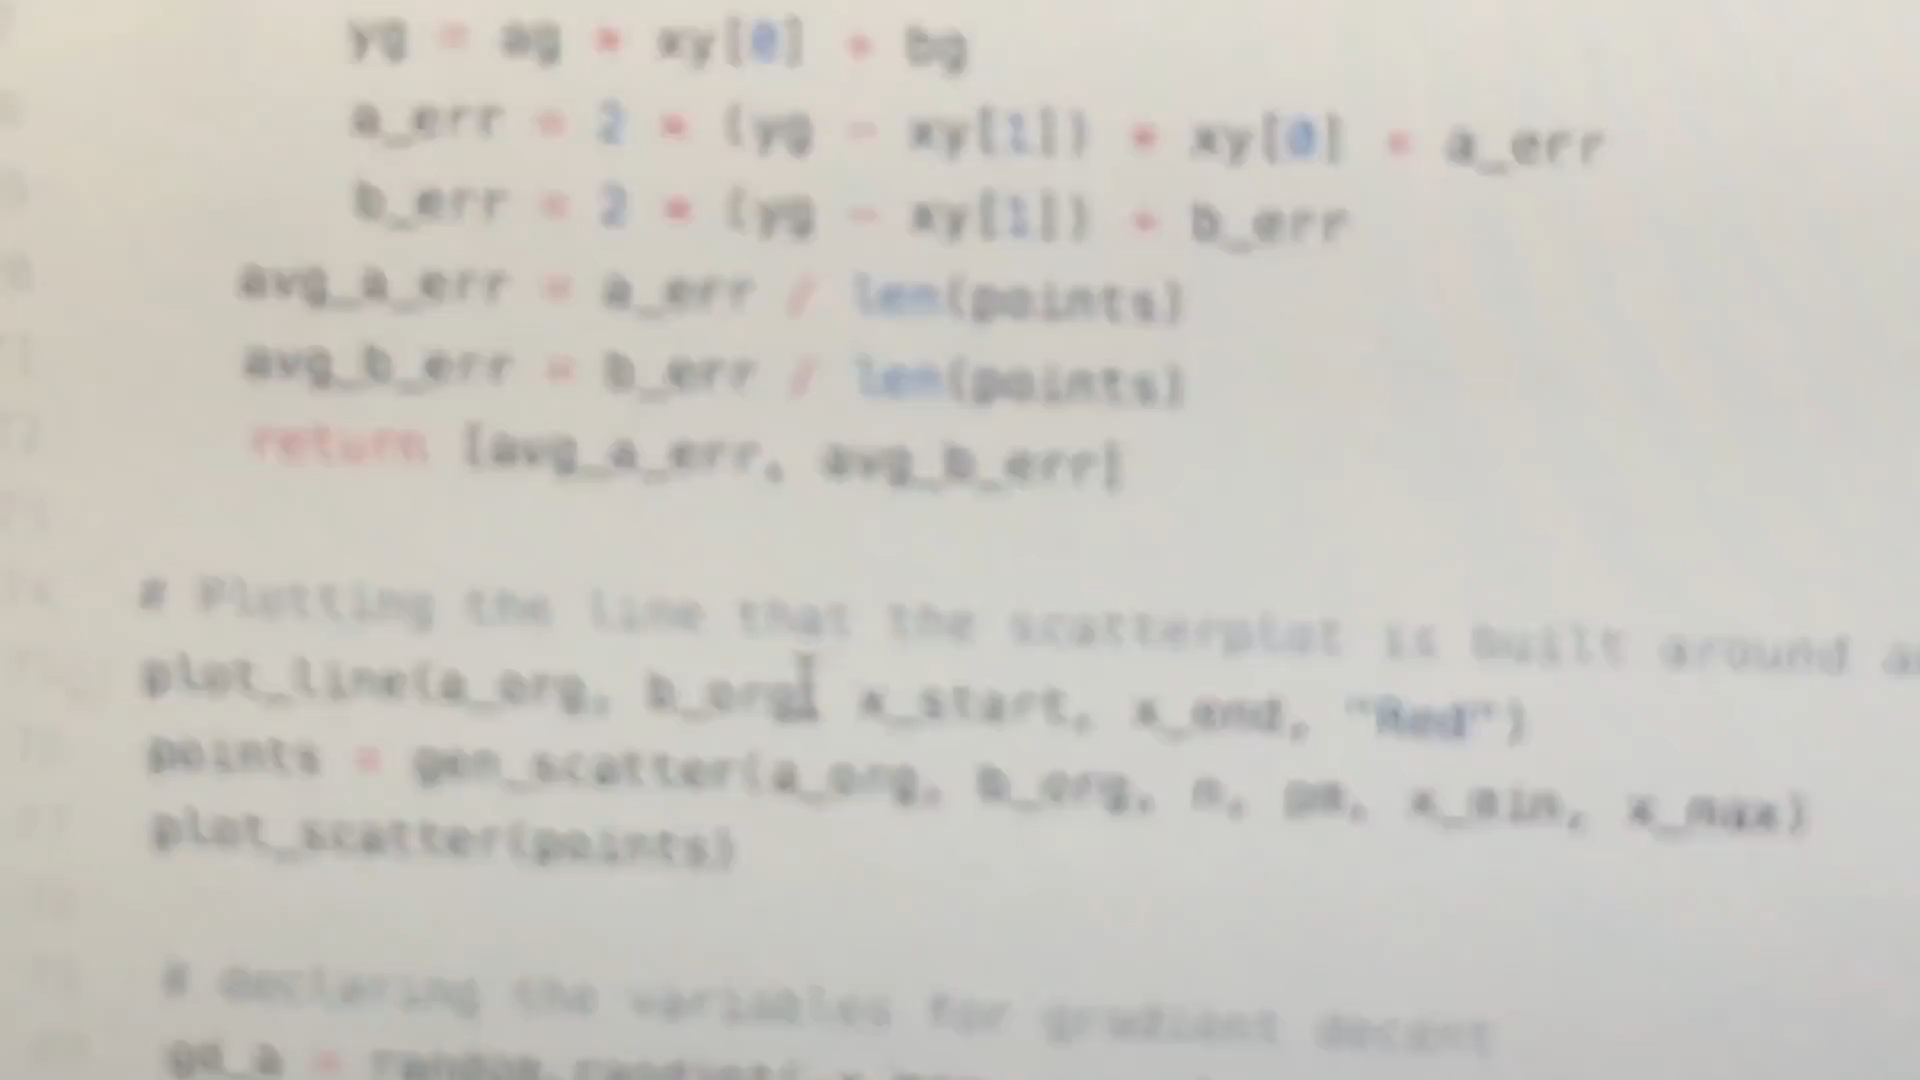 yg = ag * xy[0] + bg
a_err = 2 * (yg - xy[1]) * xy[0] + a_err
b_err = 2 * (yg - xy[1]) + b_err
avg_a_err = a_err / len(points)
avg_b_err = b_err / len(points)
return [avg_a_err, avg_b_err]
# Plotting the line that the scatterplot is built around
plot_line(a_org, b_org, x_start, x_end, "Red")
points = gen_scatter(a_org, b_org, n, pm, x_min, x_max)
plot_scatter(points)
# declaring the variables for gradient decent